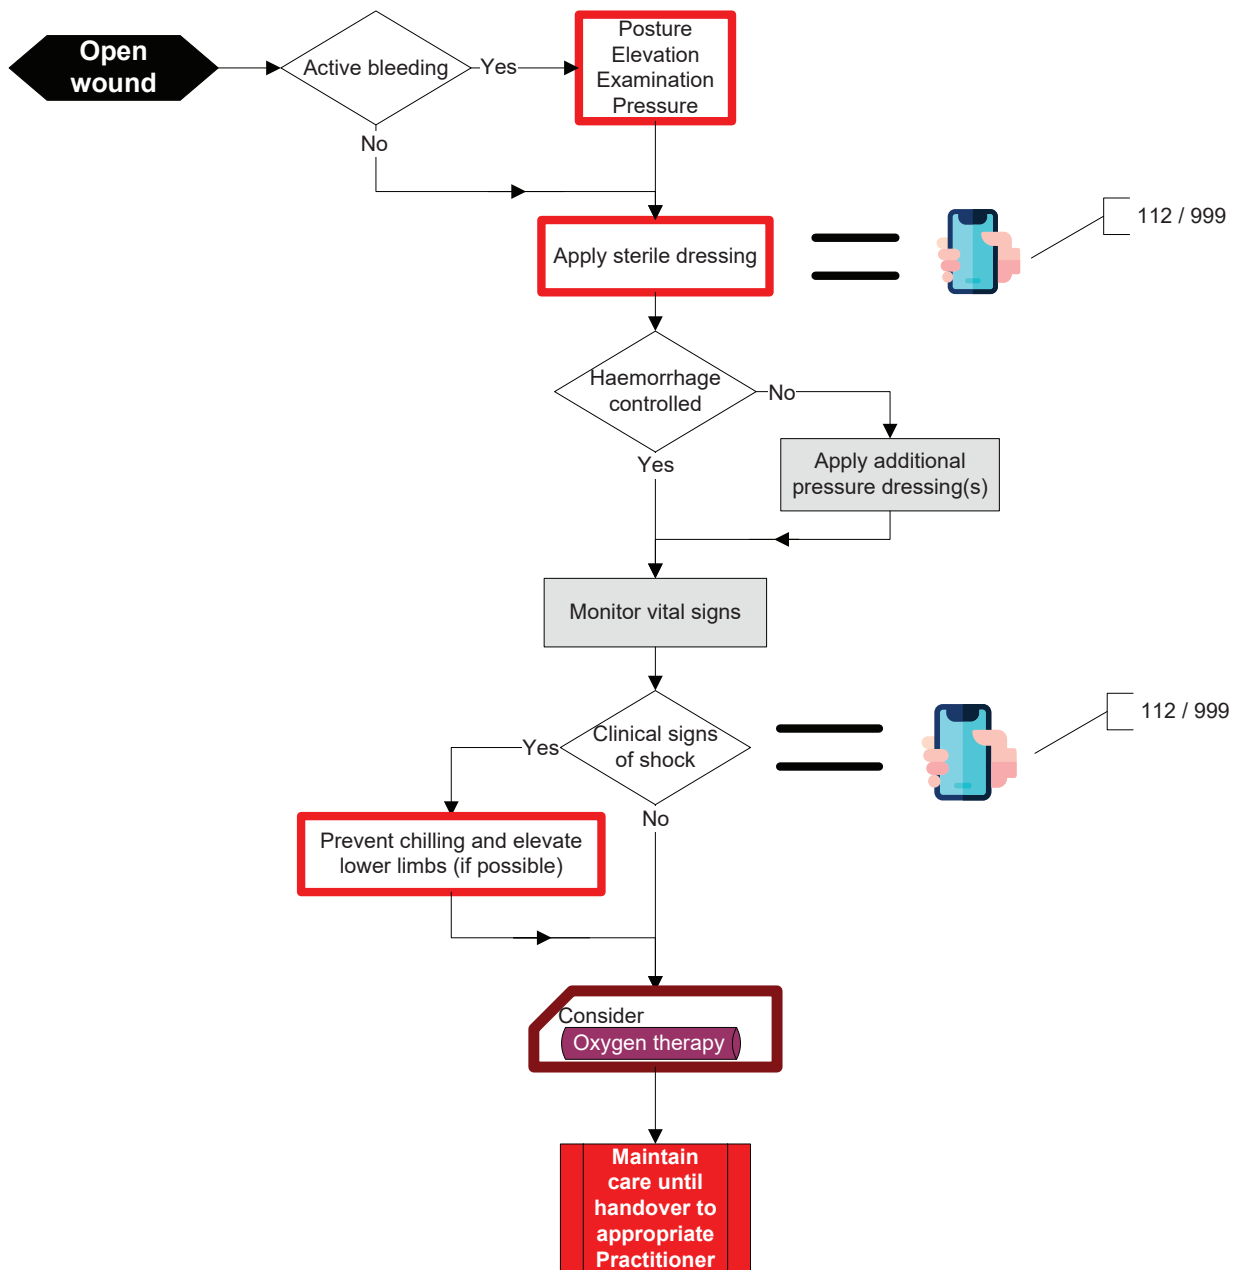 Open
wound
Active bleeding
Yes
Posture
Elevation
Examination
Pressure
No
112 / 999
Apply sterile dressing
Haemorrhage
controlled
No
Yes
Apply additional
pressure dressing(s)
Monitor vital signs
112 / 999
Clinical signs
of shock
Yes
No
Prevent chilling and elevate
lower limbs (if possible)
Consider
Oxygen therapy
Maintain
care until
handover to
appropriate
Practitioner